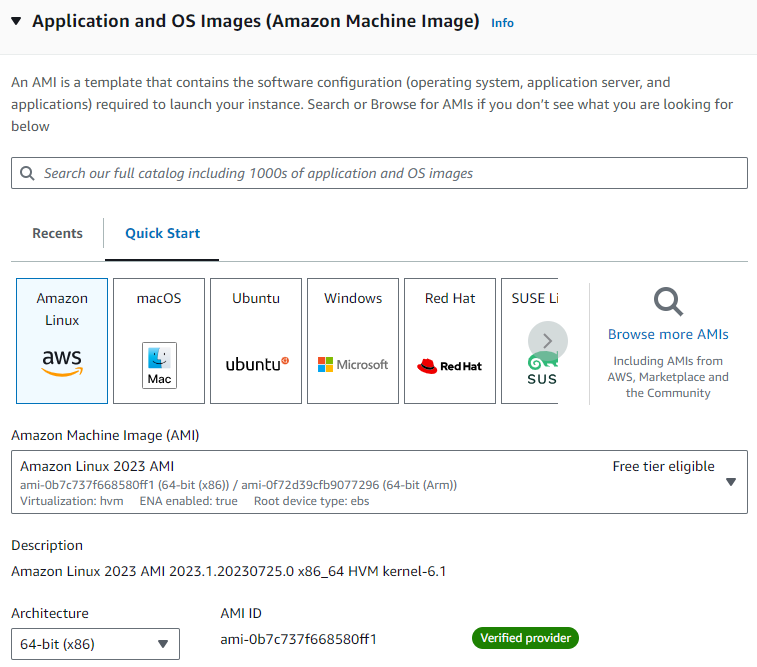 Application and OS Images (Amazon Machine Image) Info
An AMI is a template that contains the software configuration (operating system, application server, and
applications) required to launch your instance. Search or Browse for AMIs if you don't see what you are looking for
below
Search our full catalog including 1000s of application and OS images
Recents
Quick Start
Amazon
Linux
aws
macOS
Mac
Ubuntu
ubuntu
Windows
Microsoft
Red Hat
Red Hat
SUSE Li
SUS
Browse more AMIs
Including AMIs from
AWS, Marketplace and
the Community
Amazon Machine Image (AMI)
Amazon Linux 2023 AMI Free tier eligible
ami-0b7c737f668580ff1 (64-bit (x86)) / ami-0f72d39cfb9077296 (64-bit (Arm))
Virtualization: hvm ENA enabled: true Root device type: ebs
Description
Amazon Linux 2023 AMI 2023.1.20230725.0 x86_64 HVM kernel-6.1
Architecture
64-bit (x86)
AMI ID
ami-0b7c737f668580ff1
Verified provider